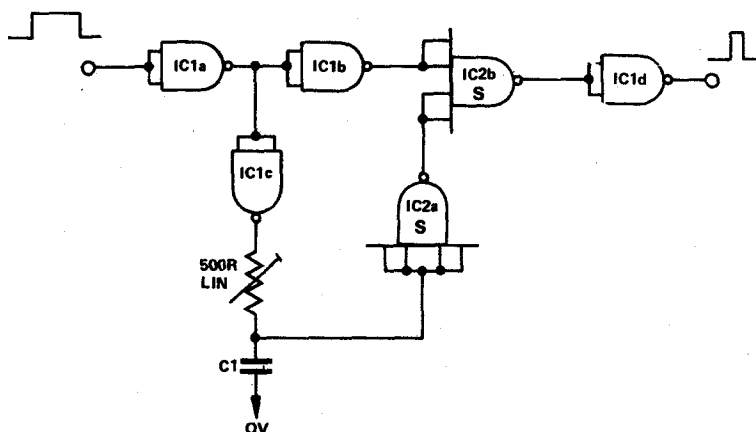 IC1a
IC1b
IC2b
S
IC1d
IC1c
IC2a
S
500R
LIN
C1
0V